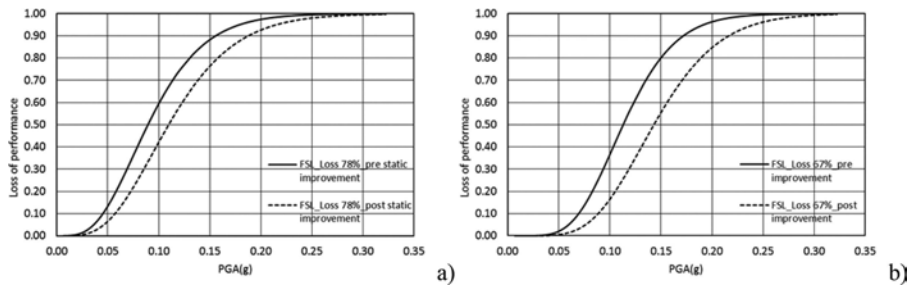 1.00
0.90
0.80
0.70
0.60
0.50
0.40
0.30
0.20
0.10
0.00
Loss of performance
FSL_Loss 78%_pre static
improvement
FSL_Loss 78%_post static
improvement
0.00 0.05 0.10 0.15 0.20 0.25 0.30 0.35
PGA(g)
a)
1.00
0.90
0.80
0.70
0.60
0.50
0.40
0.30
0.20
0.10
0.00
Loss of performance
FSL_Loss 67%_pre
improvement
FSL_Loss 67%_post
improvement
0.00 0.05 0.10 0.15 0.20 0.25 0.30 0.35
PGA(g)
b)